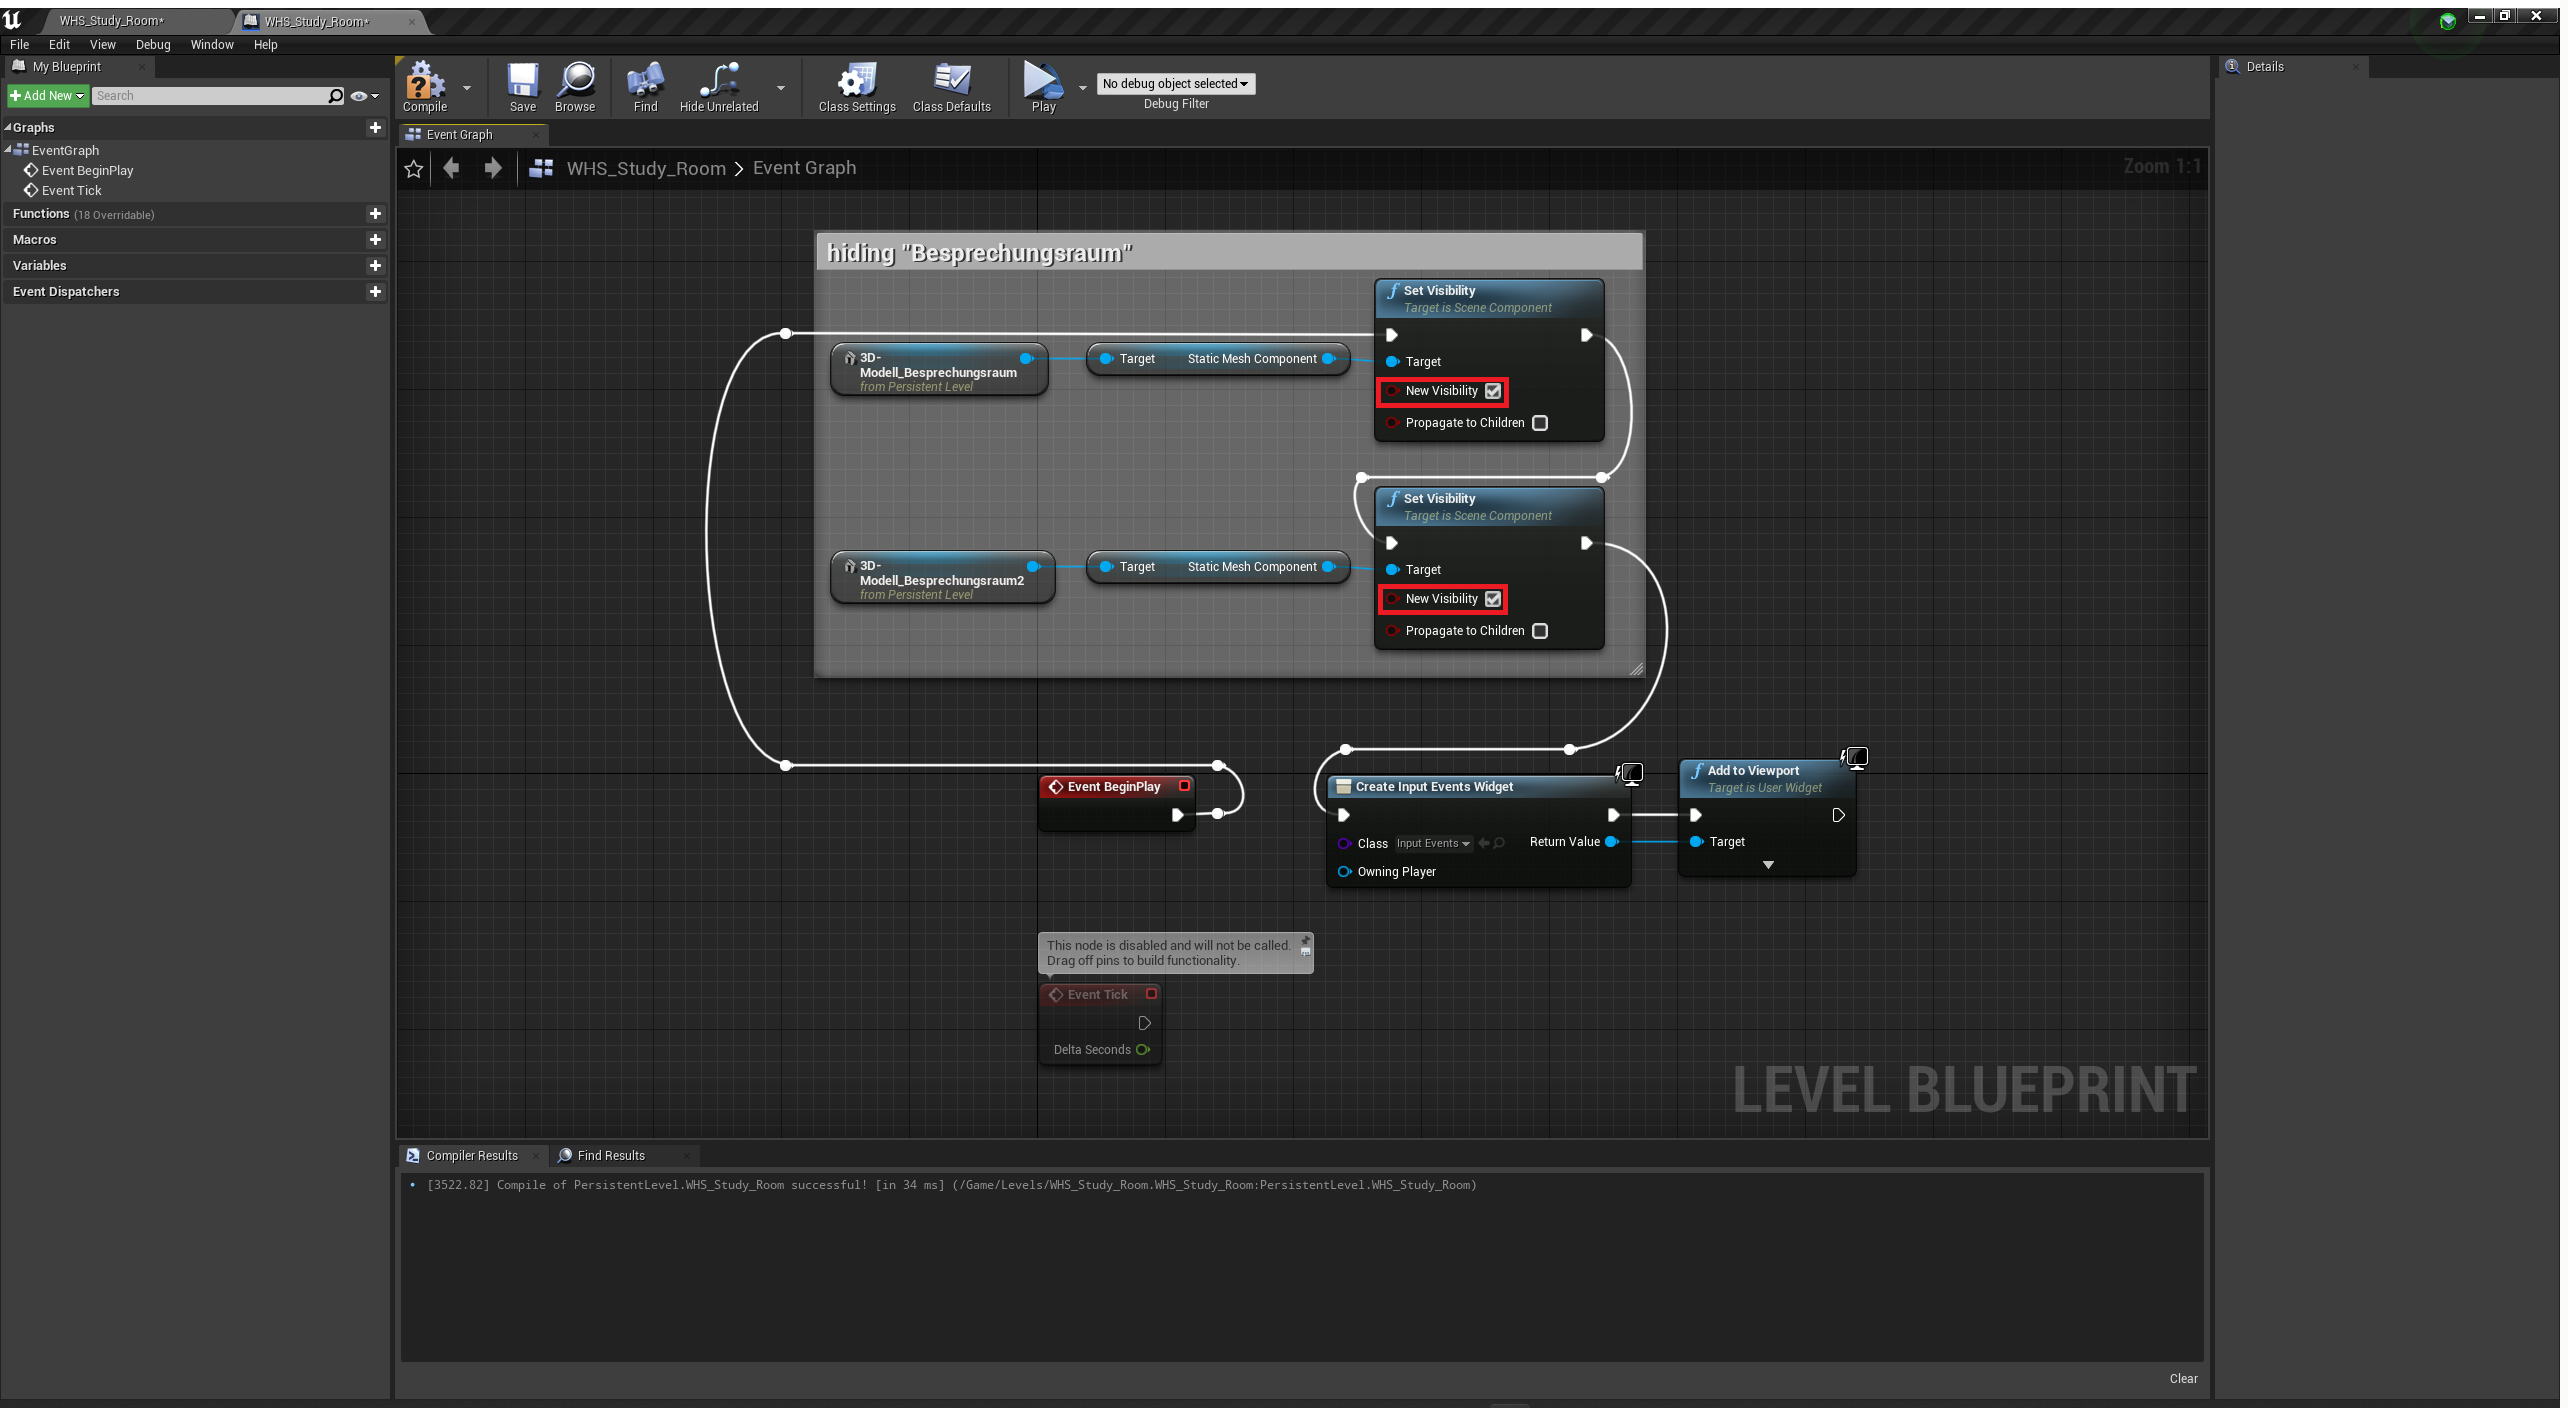 WHS_Study_Room*
WHS_Study_Room*
File Edit View Debug Window Help
My Blueprint
Add New
Search
Graphs
EventGraph
Event BeginPlay
Event Tick
Functions (18 Overridable)
Macros
Variables
Event Dispatchers
Compile
Save
Browse
Find
Hide Unrelated
Class Settings
Class Defaults
Play
No debug object selected
Debug Filter
Details
Event Graph
WHS_Study_Room > Event Graph
Zoom 1:1
hiding "Besprechungsraum"
Set Visibility
Target is Scene Component
3D-
Modell_Besprechungsraum
from Persistent Level
Target Static Mesh Component
Target
New Visibility
Propagate to Children
Set Visibility
Target is Scene Component
3D-
Modell_Besprechungsraum2
from Persistent Level
Target Static Mesh Component
Target
New Visibility
Propagate to Children
Event BeginPlay
Create Input Events Widget
Class Input Events
Return Value
Owning Player
Add to Viewport
Target is User Widget
Target
This node is disabled and will not be called.
Drag off pins to build functionality.
Event Tick
Delta Seconds
LEVEL BLUEPRINT
Compiler Results
Find Results
[3522.82] Compile of PersistentLevel.WHS_Study_Room successful! [in 34 ms] (/Game/Levels/WHS_Study_Room.WHS_Study_Room:PersistentLevel.WHS_Study_Room)
Clear